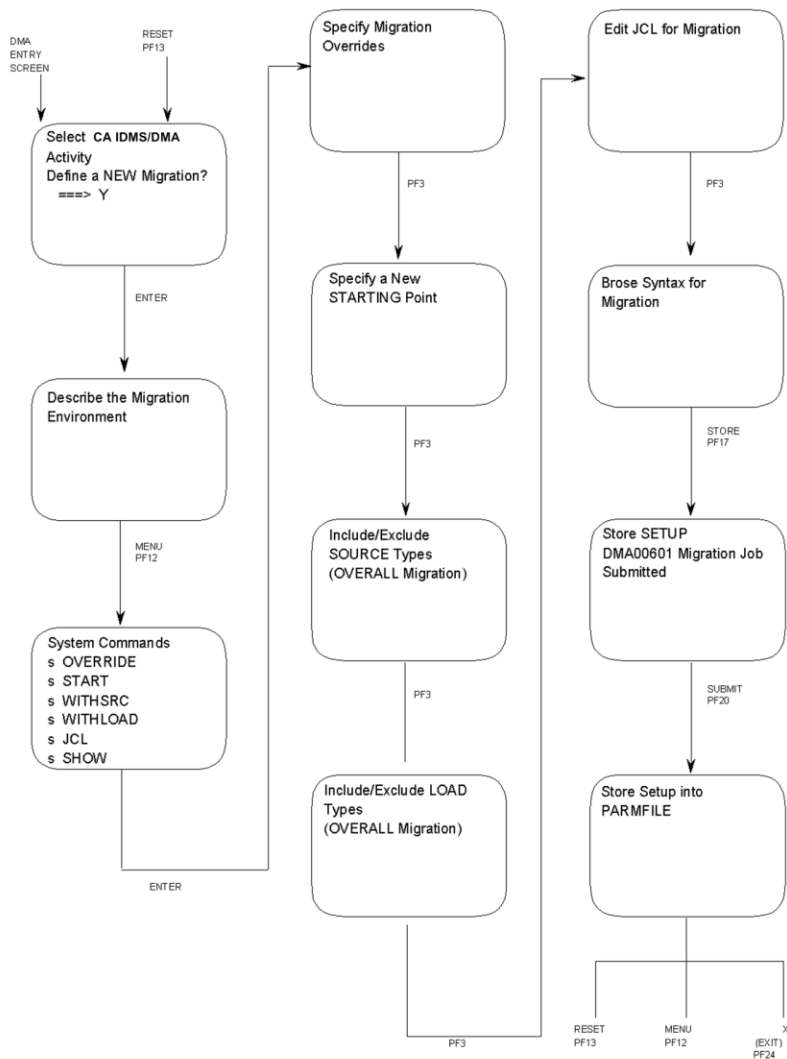 DMA
ENTRY
SCREEN
RESET
PF13
Select CA IDMS/DMA
Activity
Define a NEW Migration?
===> Y
ENTER
Describe the Migration
Environment
MENU
PF12
System Commands
s OVERRIDE
s START
s WITHSRC
s WITHLOAD
s JCL
s SHOW
ENTER
Specify Migration
Overrides
PF3
Specify a New
STARTING Point
PF3
Include/Exclude
SOURCE Types
(OVERALL Migration)
PF3
Include/Exclude LOAD
Types
(OVERALL Migration)
PF3
Edit JCL for Migration
PF3
Brose Syntax for
Migration
STORE
PF17
Store SETUP
DMA00601 Migration Job
Submitted
SUBMIT
PF20
Store Setup into
PARMFILE
RESET
PF13
MENU
PF12
X
(EXIT)
PF24